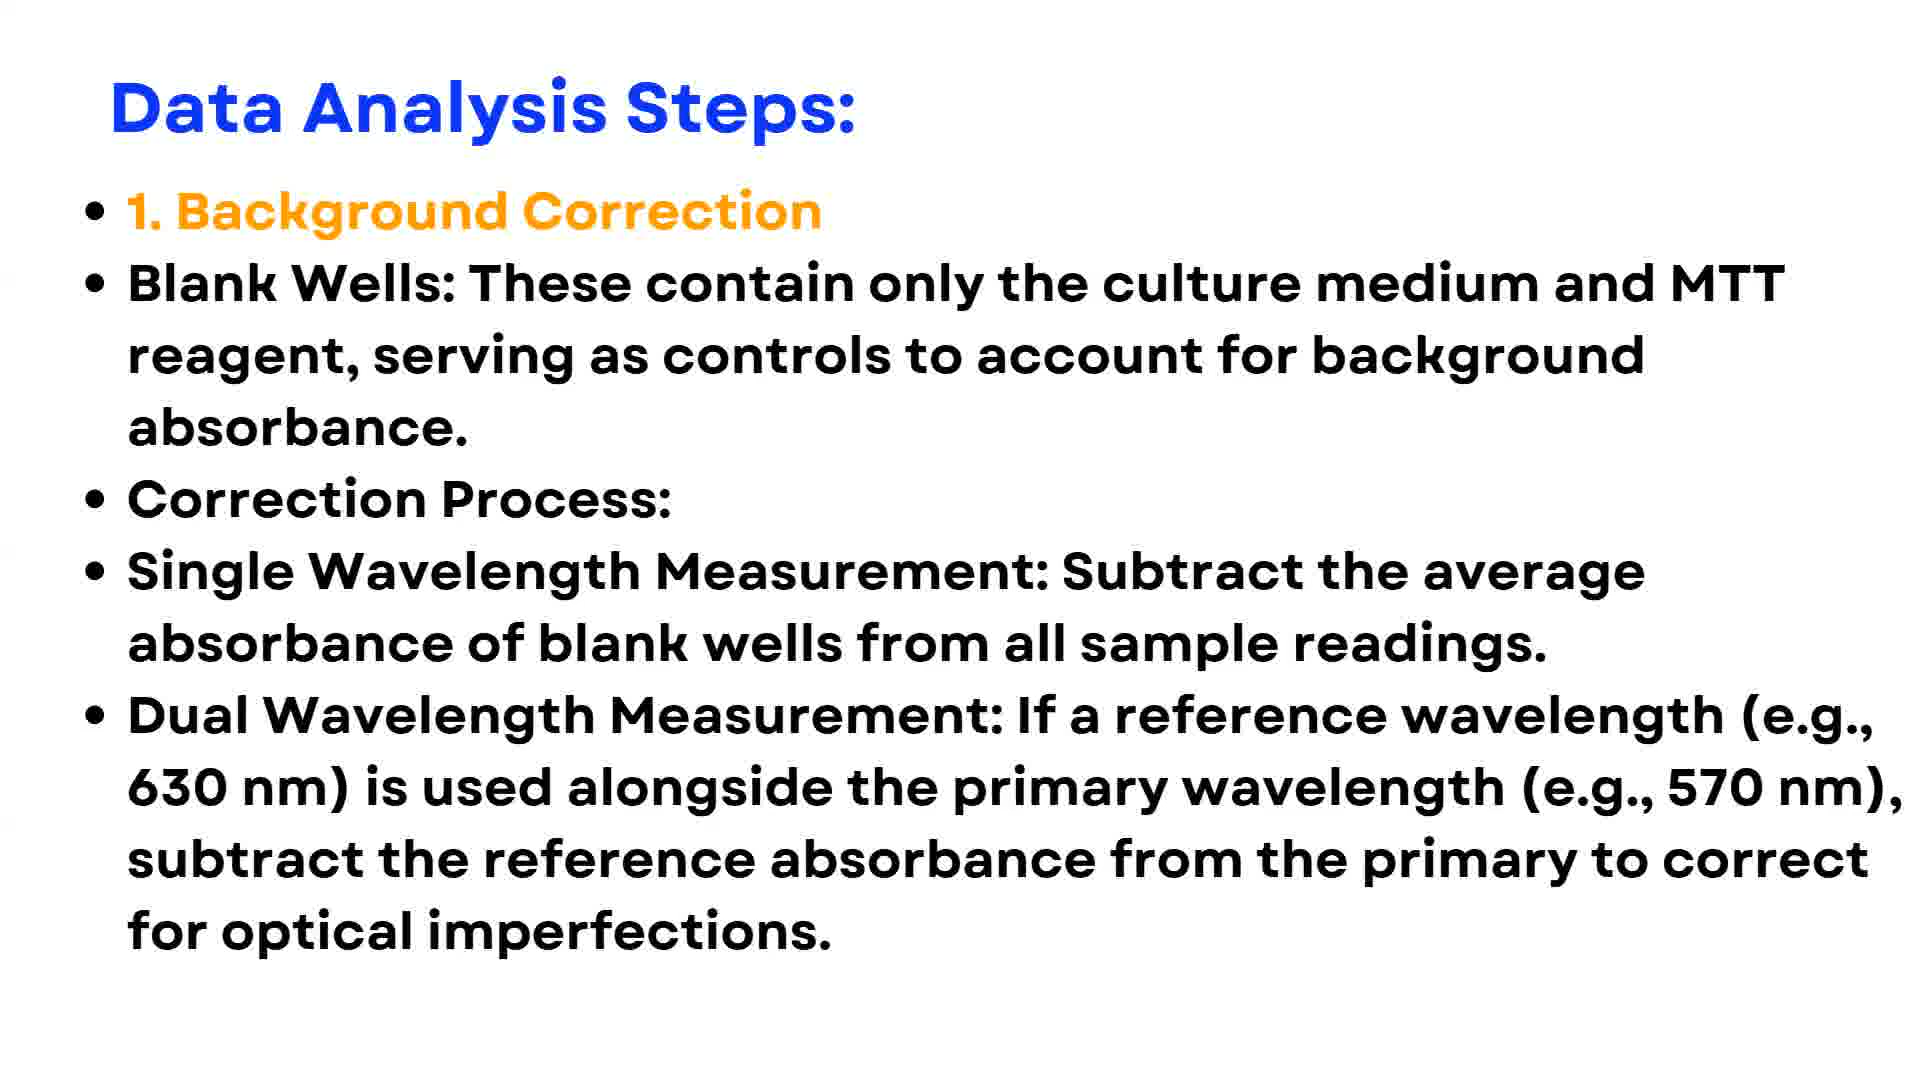 Data Analysis Steps:
• 1. Background Correction
• Blank Wells: These contain only the culture medium and MTT
reagent, serving as controls to account for background
absorbance.
• Correction Process:
• Single Wavelength Measurement: Subtract the average
absorbance of blank wells from all sample readings.
• Dual Wavelength Measurement: If a reference wavelength (e.g.,
630 nm) is used alongside the primary wavelength (e.g., 570 nm),
subtract the reference absorbance from the primary to correct
for optical imperfections.